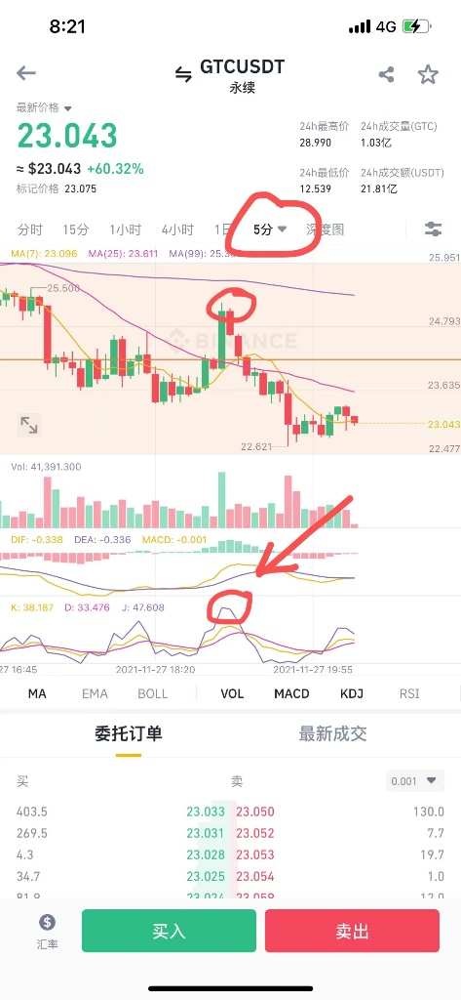 8:21
4G
GTCUSDT
永续
最新价格
23.043
≈ $23.043 +60.32%
标记价格 23.075
24h最高价 24h成交量(GTC)
28.990 1.03亿
24h最低价 24h成交额(USDT)
12.539 21.81亿
分时 15分 1小时 4小时 1日 5分 深度图
MA(7): 23.096 MA(25): 23.611 MA(99):
25.951
25.500
24.793
BINANCE
23.635
23.043
22.621
22.477
Vol: 41,391.300
DIF: -0.338 DEA: -0.336 MACD: -0.001
K: 38.187 D: 33.476 J: 47.608
27 16:45 2021-11-27 18:20 2021-11-27 19:55
MA EMA BOLL VOL MACD KDJ RSI
委托订单 最新成交
买 卖 0.001
403.5 23.033 23.050 130.0
269.5 23.031 23.052 7.7
4.3 23.028 23.053 19.7
34.7 23.025 23.054 1.0
81.9 23.024 23.058 12.0
$
汇率
买入 卖出